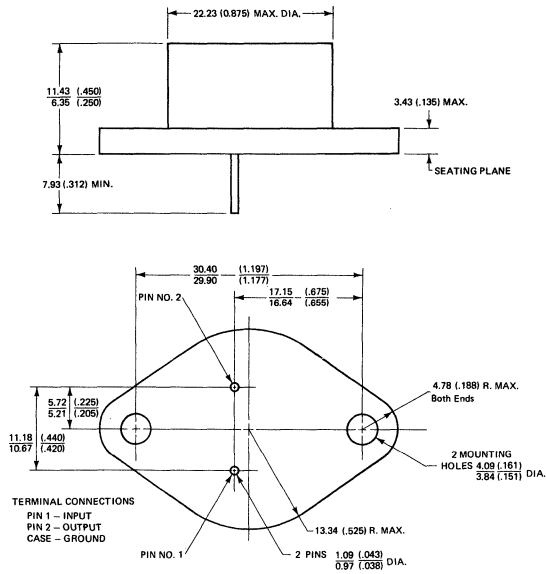 22.23 (0.875) MAX. DIA.
11.43 (.450)
6.35 (.250)
3.43 (.135) MAX.
7.93 (.312) MIN.
SEATING PLANE
30.40 (1.197)
29.90 (1.177)
17.15 (.675)
16.64 (.655)
PIN NO. 2
5.72 (.225)
5.21 (.205)
4.78 (.188) R. MAX.
Both Ends
11.18 (.440)
10.67 (.420)
2 MOUNTING
HOLES 4.09 (.161)
3.84 (.151) DIA.
TERMINAL CONNECTIONS
PIN 1 – INPUT
PIN 2 – OUTPUT
CASE – GROUND
13.34 (.525) R. MAX.
PIN NO. 1
2 PINS 1.09 (.043)
0.97 (.038) DIA.